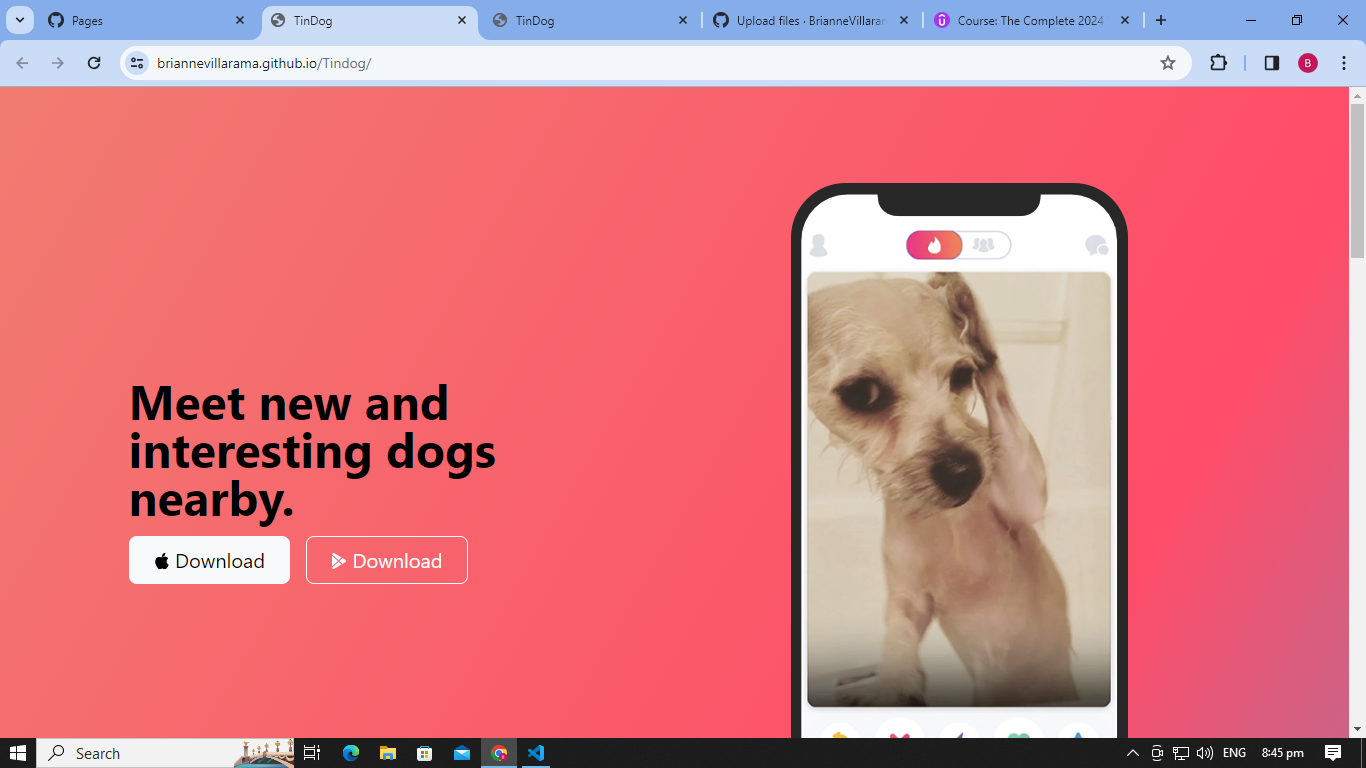 Pages
TinDog
TinDog
Upload files · BrianneVillaran
Course: The Complete 2024
briannevillarama.github.io/Tindog/
B
Meet new and
interesting dogs
nearby.
Download
Download
Search
ENG
8:45 pm